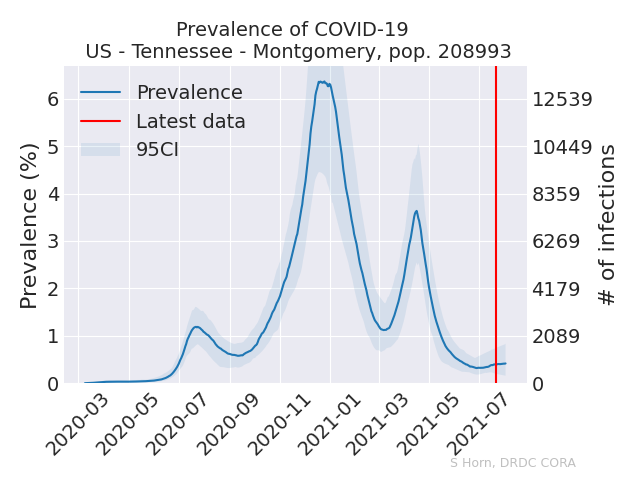 Prevalence of COVID-19
US - Tennessee - Montgomery, pop. 208993
Prevalence
Latest data
95CI
Prevalence (%)
6
5
4
3
2
1
0
12539
10449
8359
6269
4179
2089
0
# of infections
2020-03
2020-05
2020-07
2020-09
2020-11
2021-01
2021-03
2021-05
2021-07
S Horn, DRDC CORA